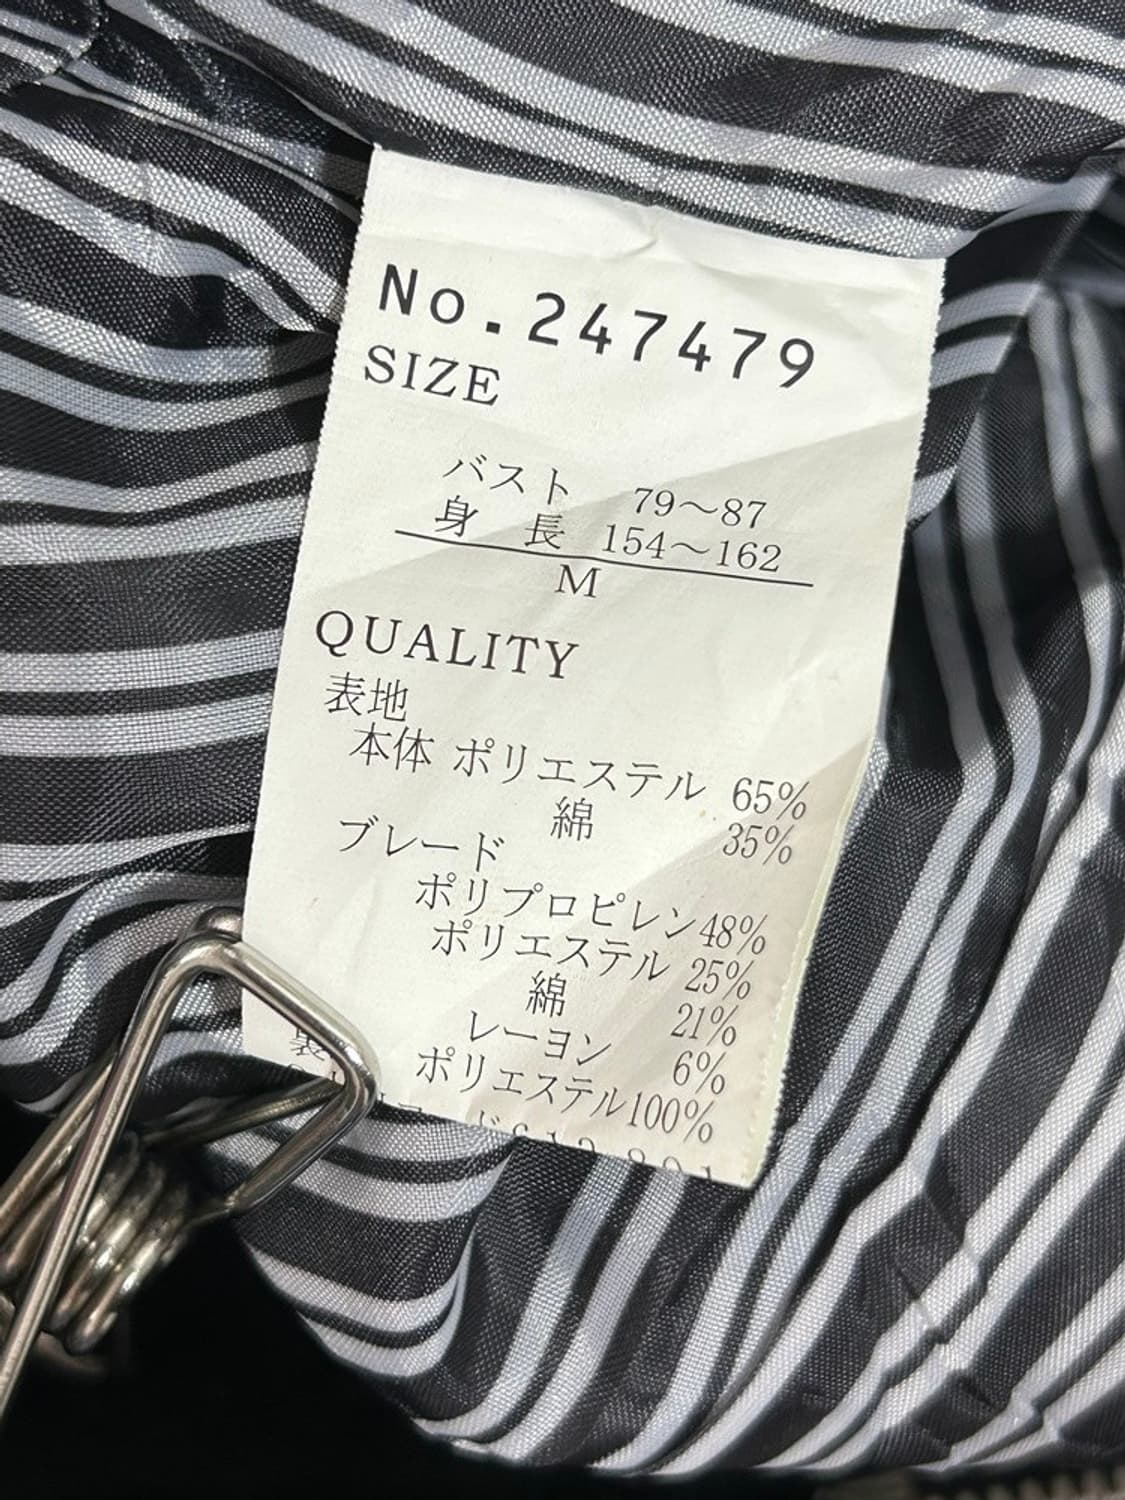 No.247479
SIZE
バスト 79～87
身 長 154～162
M
QUALITY
表地
本体 ポリエステル 65%
綿 35%
ブレード
ポリプロピレン48%
ポリエステル 25%
綿 21%
レーヨン 6%
ポリエステル100%